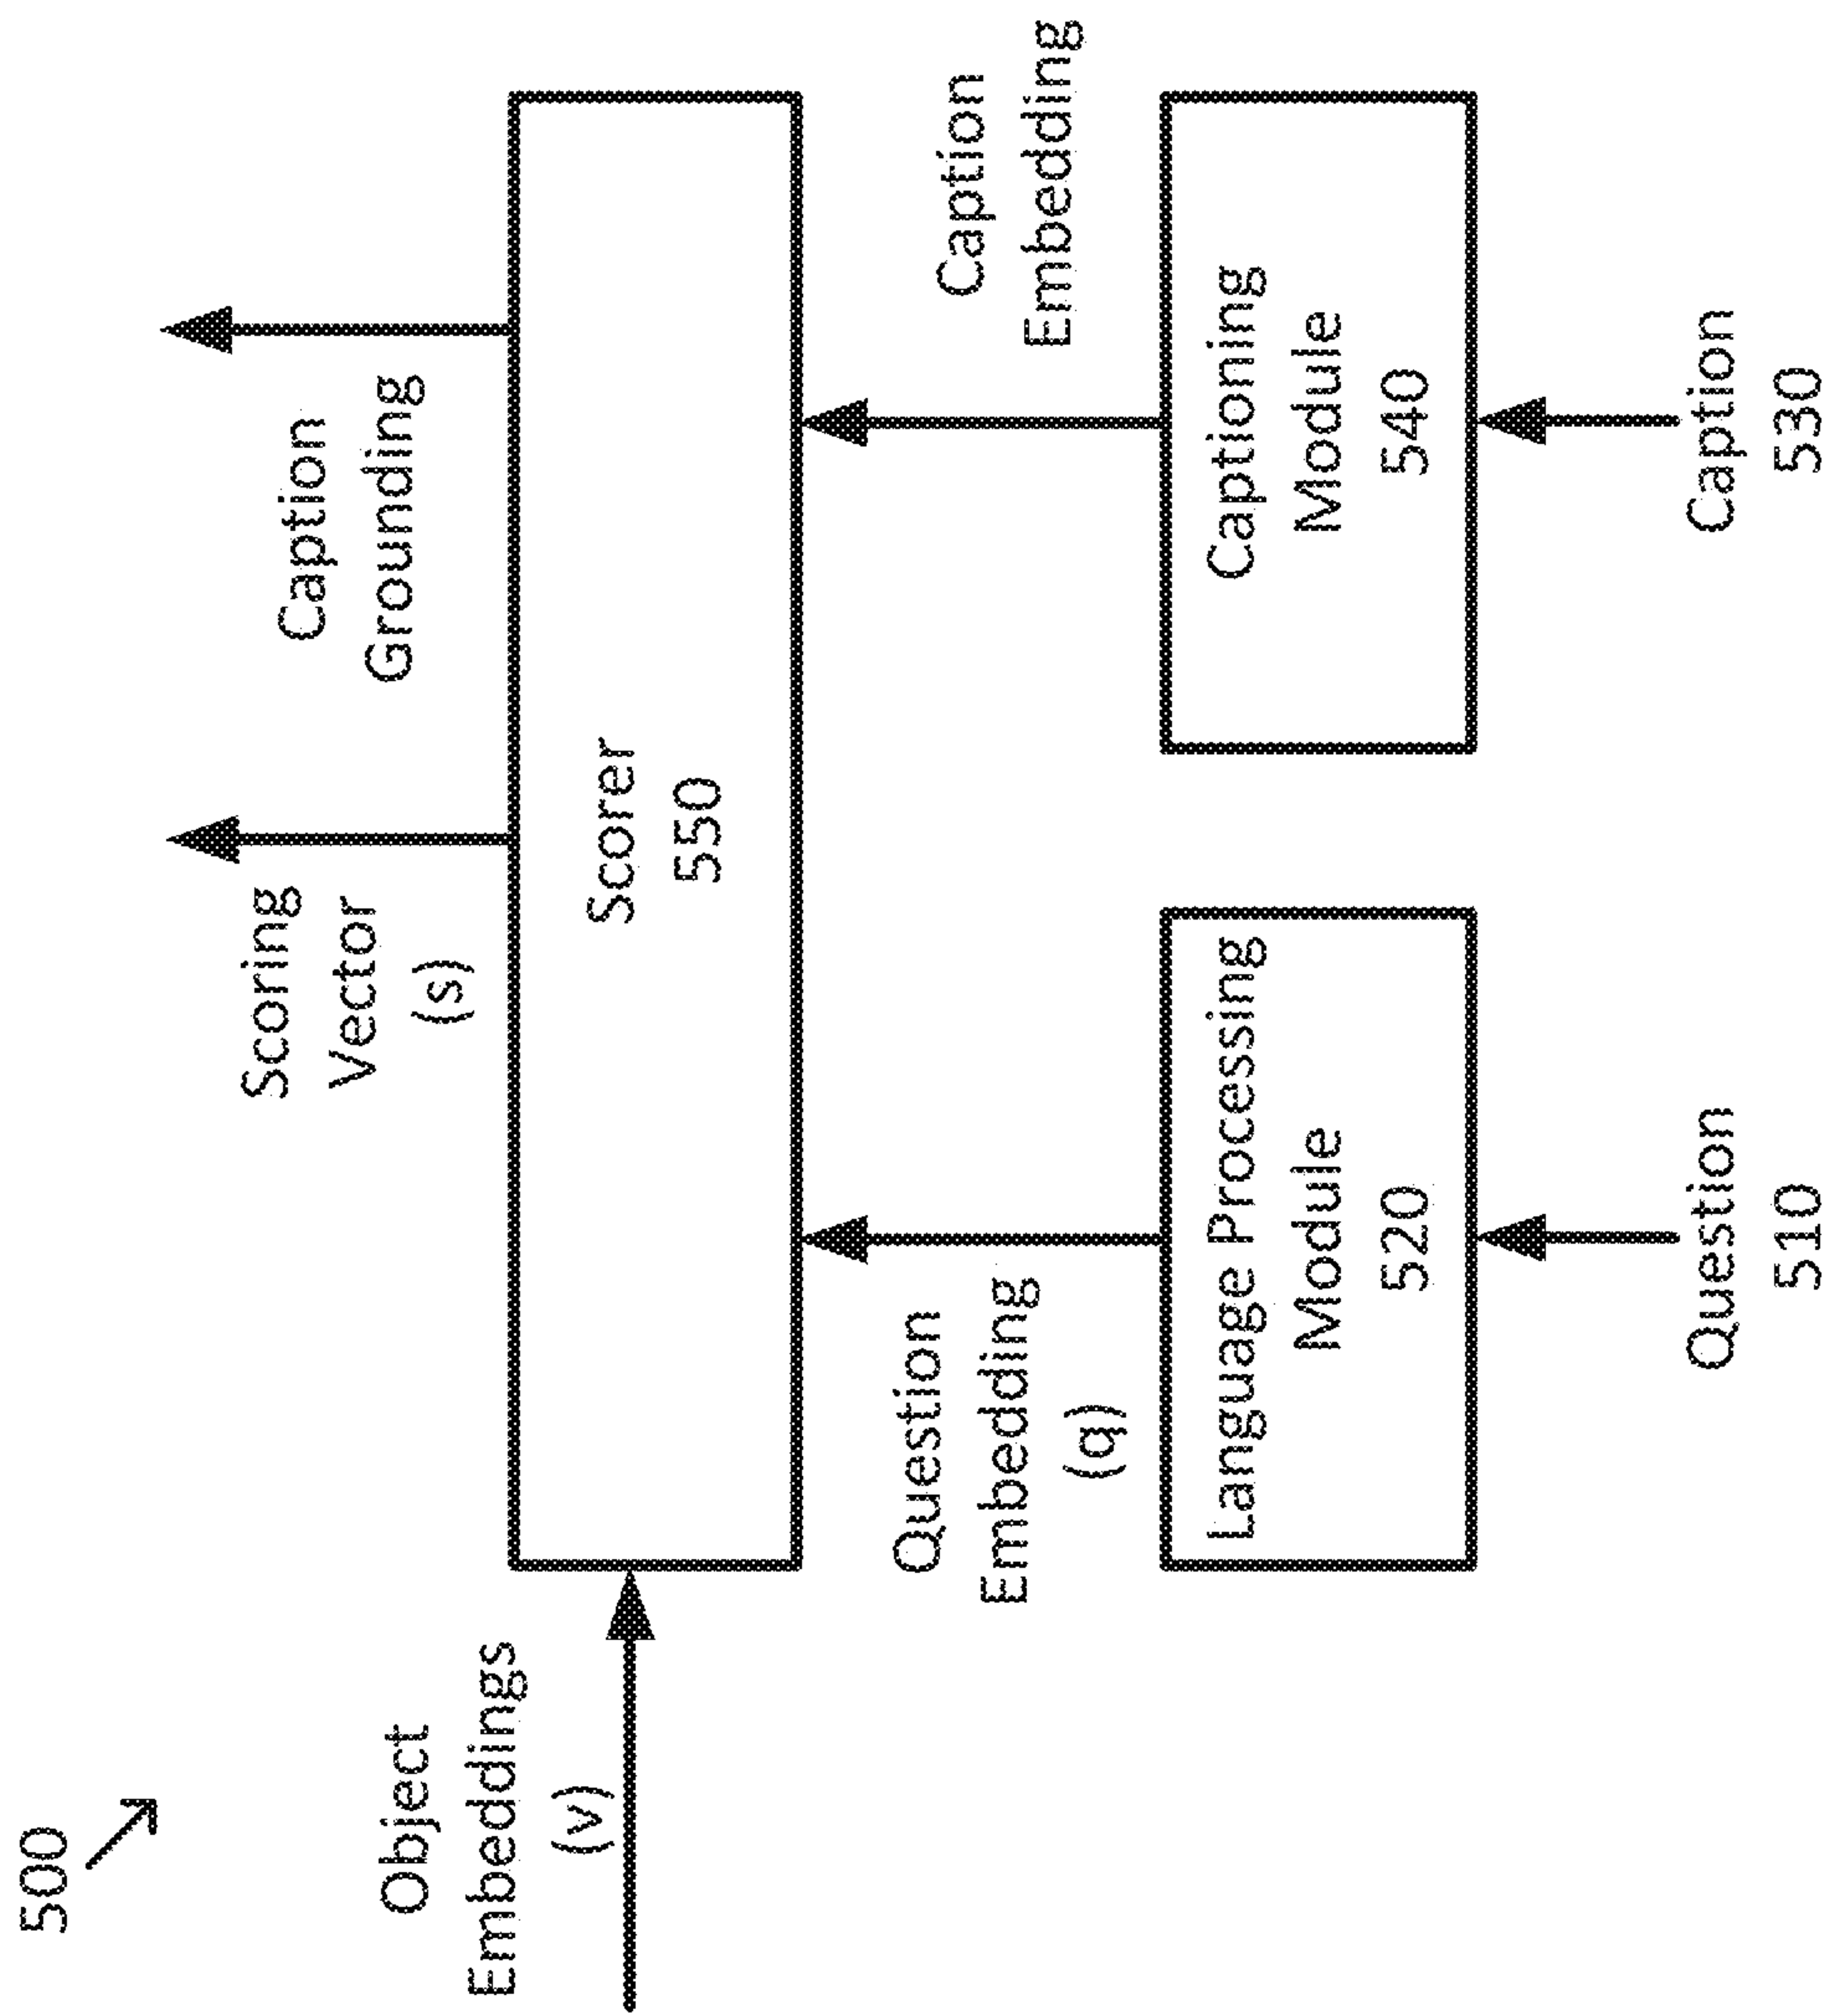 500
Scoring
Vector
(s)
Caption
Grounding
Object
Embeddings
(v)
Scorer
550
Question
Embedding
(q)
Caption
Embedding
Language Processing
Module
520
Captioning
Module
540
Question
510
Caption
530